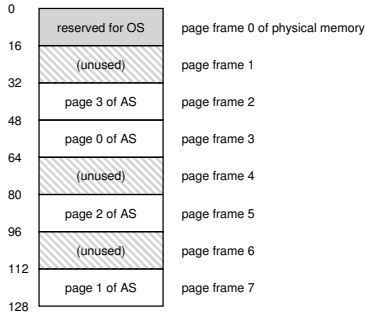 0
reserved for OS page frame 0 of physical memory
16
(unused) page frame 1
32
page 3 of AS page frame 2
48
page 0 of AS page frame 3
64
(unused) page frame 4
80
page 2 of AS page frame 5
96
(unused) page frame 6
112
page 1 of AS page frame 7
128